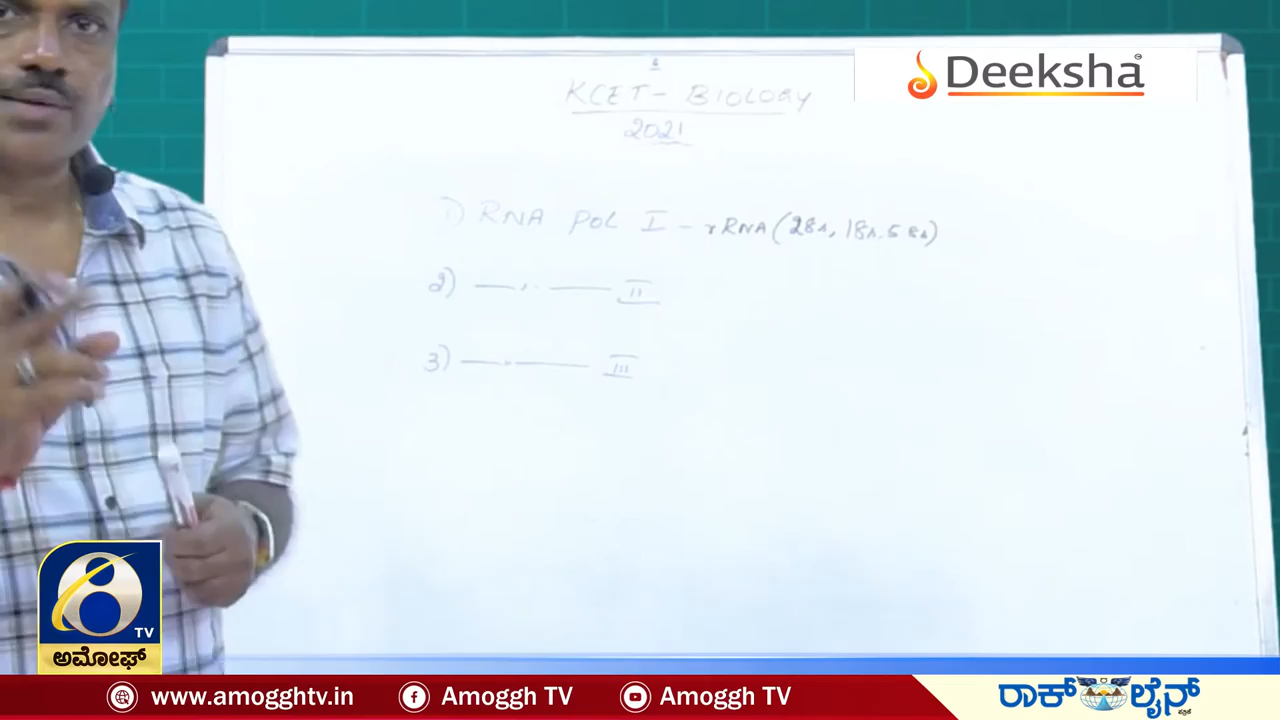 Deeksha
KCET - BIOLOGY
2021
1) RNA pol I - rRNA (28s, 18s. 5 8s)
2) —〃— II
3) —〃— III
TV
ಅಮೋಘ್
www.amogghtv.in
Amoggh TV
Amoggh TV
ರಾಕ್ ಲೈನ್